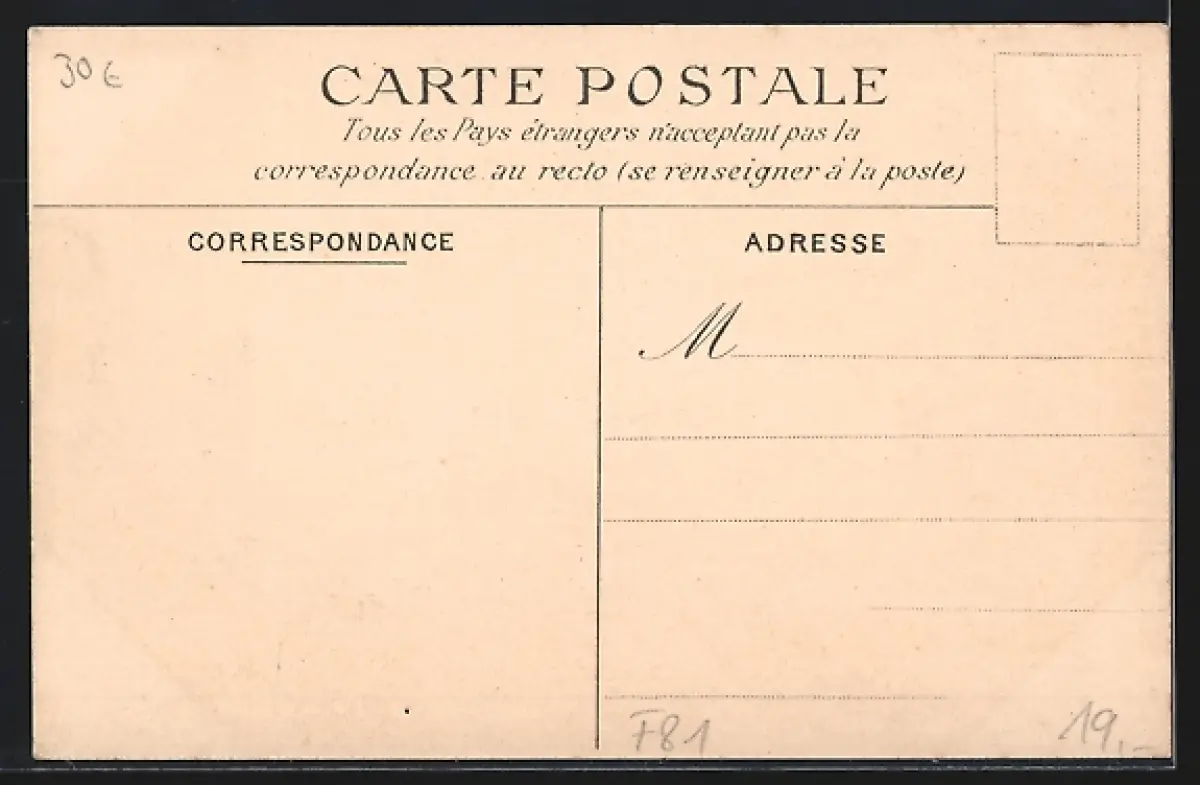 30 €
CARTE POSTALE
Tous les Pays étrangers n'acceptant pas la
correspondance au recto (se renseigner à la poste)
CORRESPONDANCE
ADRESSE
M
F81
19,-